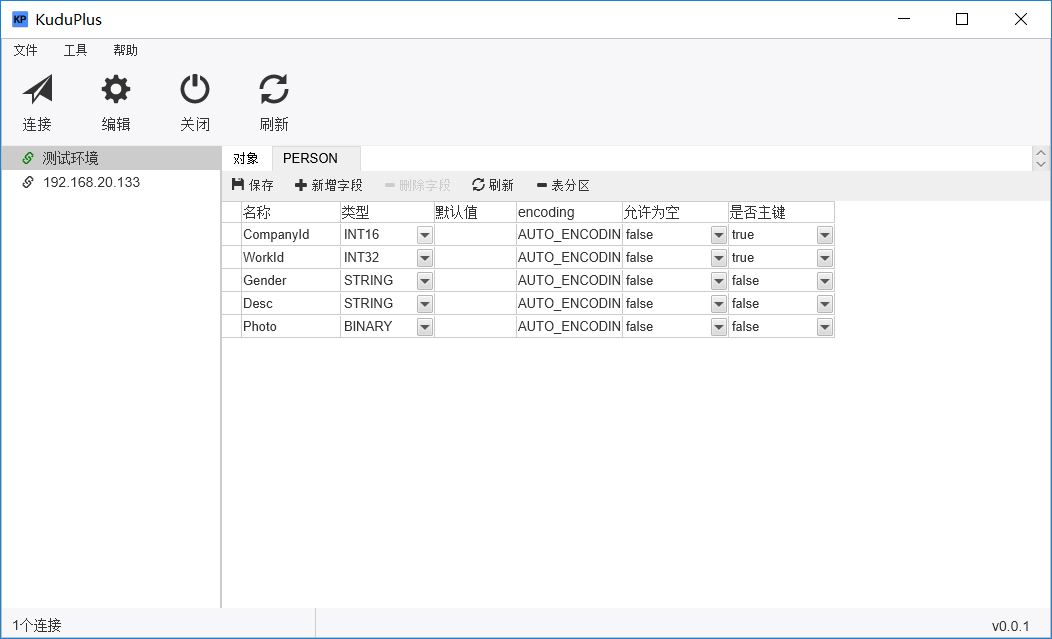 KP KuduPlus
文件 工具 帮助
连接 编辑 关闭 刷新
测试环境
192.168.20.133
对象 PERSON
保存 新增字段 删除字段 刷新 表分区
名称 类型 默认值 encoding 允许为空 是否主键
CompanyId INT16 AUTO_ENCODIN false true
WorkId INT32 AUTO_ENCODIN false true
Gender STRING AUTO_ENCODIN false false
Desc STRING AUTO_ENCODIN false false
Photo BINARY AUTO_ENCODIN false false
1个连接 v0.0.1